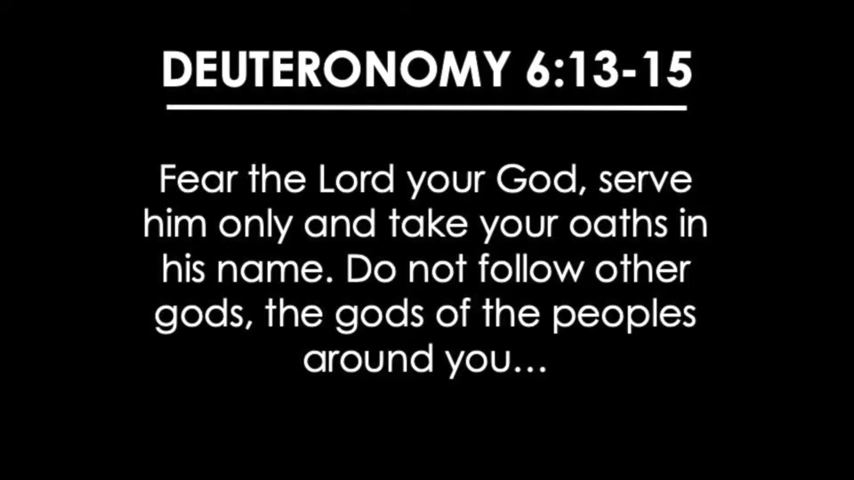 DEUTERONOMY 6:13-15
Fear the Lord your God, serve
him only and take your oaths in
his name. Do not follow other
gods, the gods of the peoples
around you...